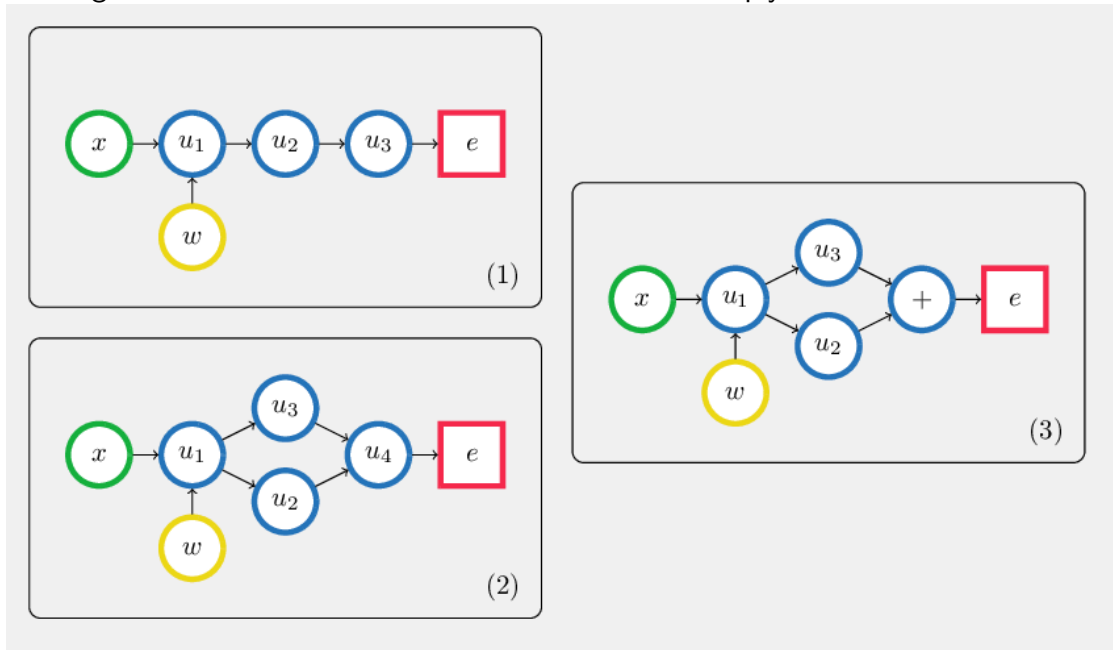 x u₁ u₂ u₃ e
w
(1)
x u₁ u₃ u₂ u₄ e
w
(2)
x u₁ u₃ u₂ + e
w
(3)